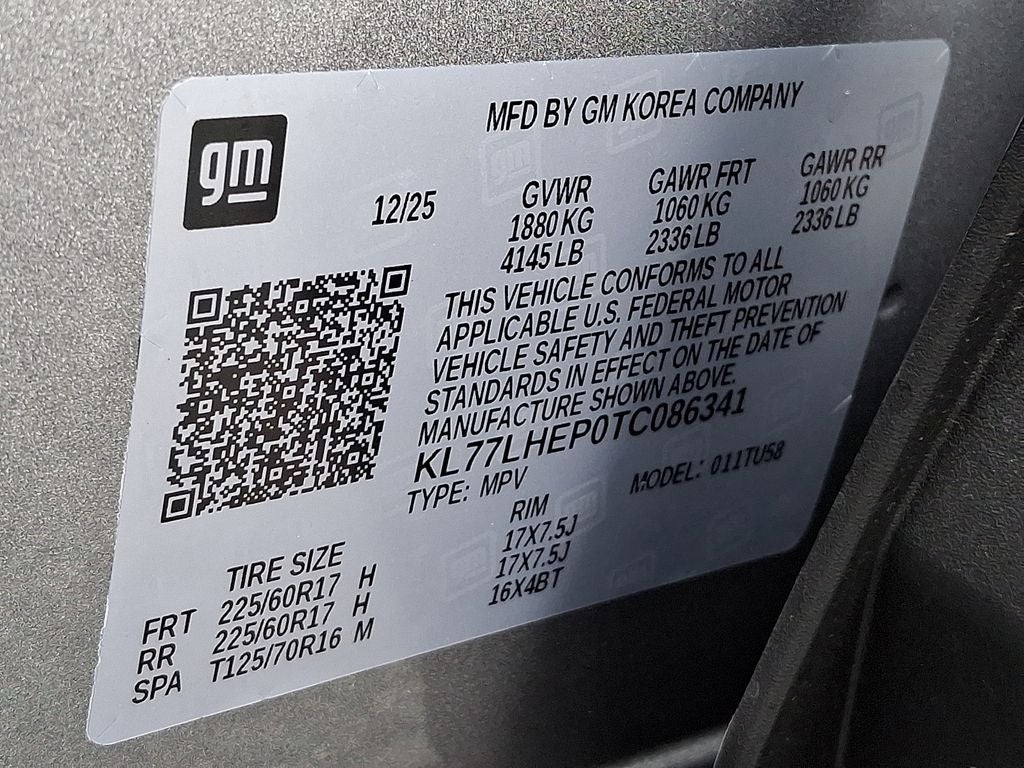 gm
MFD BY GM KOREA COMPANY
12/25 GVWR GAWR FRT GAWR RR
1880 KG 1060 KG 1060 KG
4145 LB 2336 LB 2336 LB
THIS VEHICLE CONFORMS TO ALL
APPLICABLE U.S. FEDERAL MOTOR
VEHICLE SAFETY AND THEFT PREVENTION
STANDARDS IN EFFECT ON THE DATE OF
MANUFACTURE SHOWN ABOVE.
KL77LHEP0TC086341
TYPE: MPV MODEL: 011TU58
TIRE SIZE RIM
FRT 225/60R17 H 17X7.5J
RR 225/60R17 H 17X7.5J
SPA T125/70R16 M 16X4BT